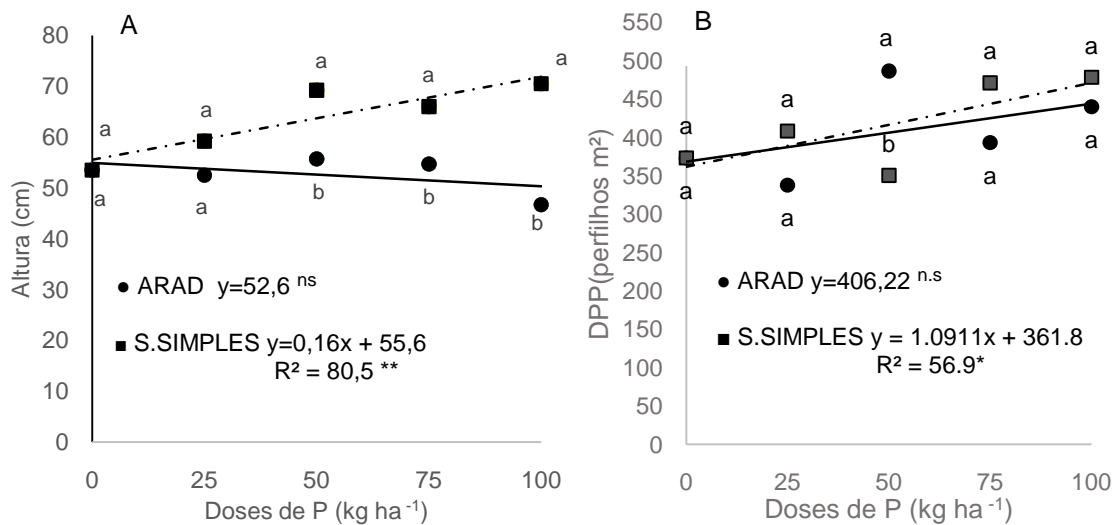 A
80
70
60
50
40
30
20
10
0
Altura (cm)
a
a
a
a
a
a
a
b
b
b
● ARAD y=52,6 ns
■ S.SIMPLES y=0,16x + 55,6
R² = 80,5 **
0 25 50 75 100
Doses de P (kg ha-1)
B
550
500
450
400
350
300
250
200
150
100
50
0
DPP(perfilhos m²)
a
a
a
a
a
a
a
b
a
a
● ARAD y=406,22 n.s
■ S.SIMPLES y = 1.0911x + 361.8
R² = 56.9*
0 25 50 75 100
Doses de P (kg ha-1)